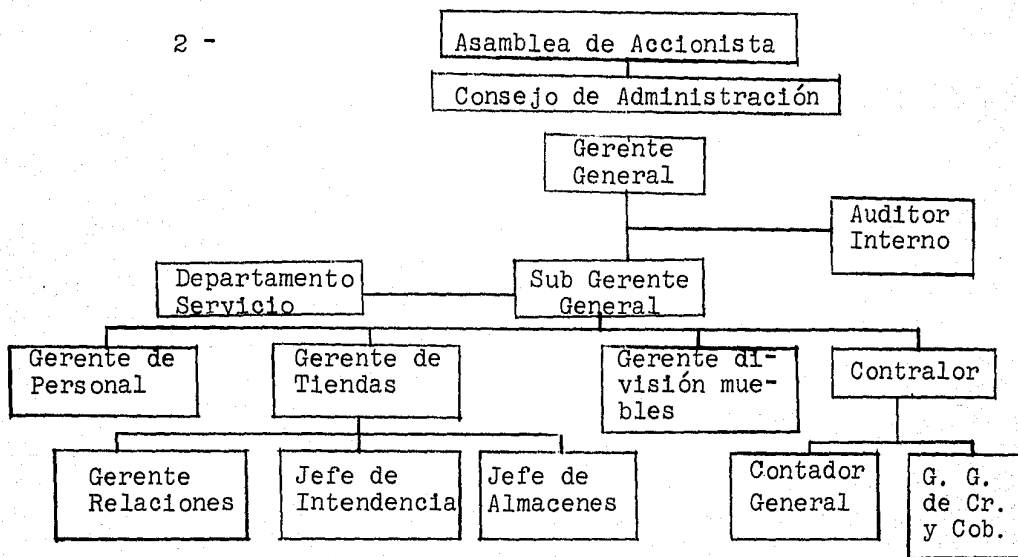 2 -
Asamblea de Accionista
Consejo de Administración
Gerente
General
Auditor
Interno
Departamento
Servicio
Sub Gerente
General
Gerente de
Personal
Gerente de
Tiendas
Gerente di-
visión mue-
bles
Contralor
Gerente
Relaciones
Jefe de
Intendencia
Jefe de
Almacenes
Contador
General
G. G.
de Cr.
y Cob.